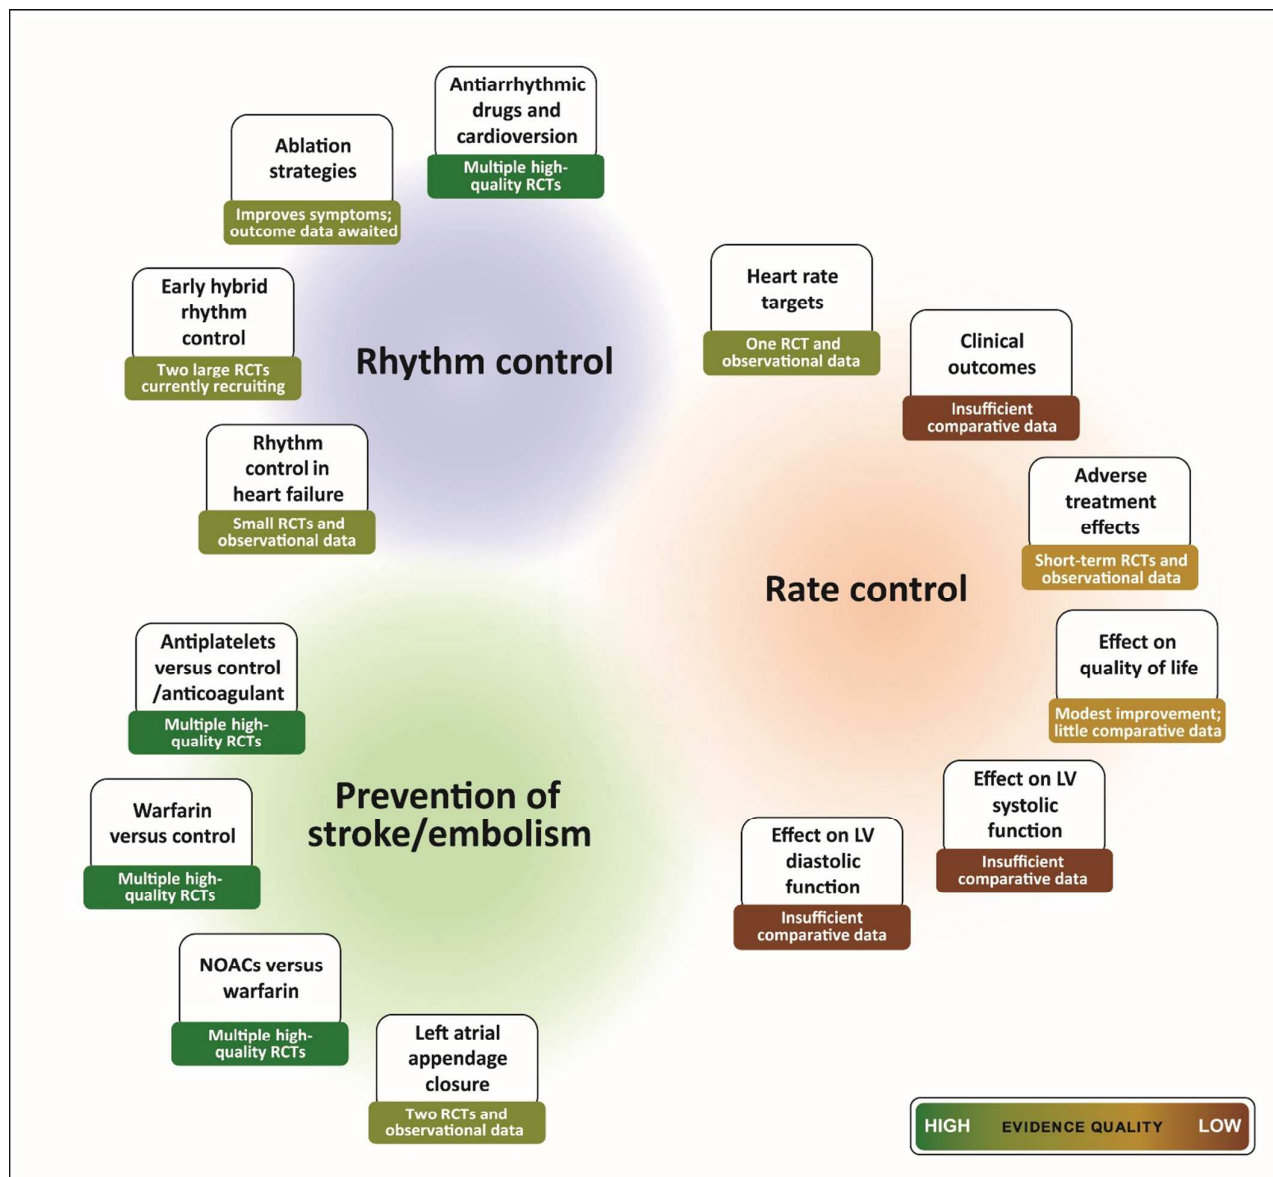 Antiarrhythmic
drugs and
cardioversion
Multiple high-
quality RCTs
Ablation
strategies
Improves symptoms;
outcome data awaited
Early hybrid
rhythm
control
Two large RCTs
currently recruiting
Rhythm
control in
heart failure
Small RCTs and
observational data
Rhythm control
Heart rate
targets
One RCT and
observational data
Clinical
outcomes
Insufficient
comparative data
Adverse
treatment
effects
Short-term RCTs and
observational data
Rate control
Effect on
quality of life
Modest improvement;
little comparative data
Effect on LV
systolic
function
Insufficient
comparative data
Effect on LV
diastolic
function
Insufficient
comparative data
Antiplatelets
versus control
/anticoagulant
Multiple high-
quality RCTs
Warfarin
versus control
Multiple high-
quality RCTs
Prevention of
stroke/embolism
NOACs versus
warfarin
Multiple high-
quality RCTs
Left atrial
appendage
closure
Two RCTs and
observational data
HIGH EVIDENCE QUALITY LOW